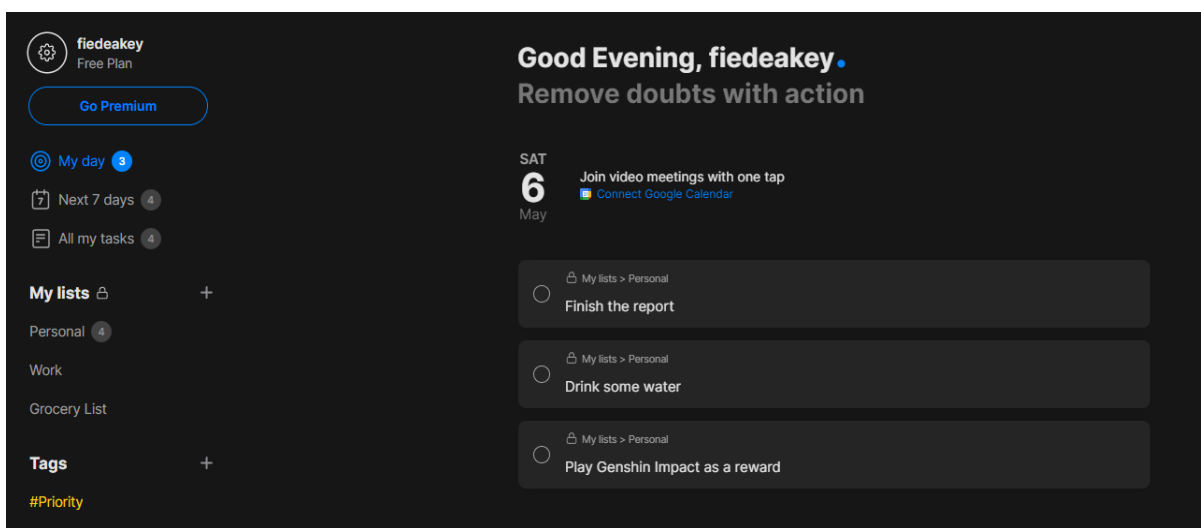 fiedeakey
Free Plan
Go Premium
My day 3
7 Next 7 days 4
All my tasks 4
My lists +
Personal 4
Work
Grocery List
Tags +
#Priority
Good Evening, fiedeakey.
Remove doubts with action
SAT
6
May
Join video meetings with one tap
Connect Google Calendar
My lists > Personal
Finish the report
My lists > Personal
Drink some water
My lists > Personal
Play Genshin Impact as a reward